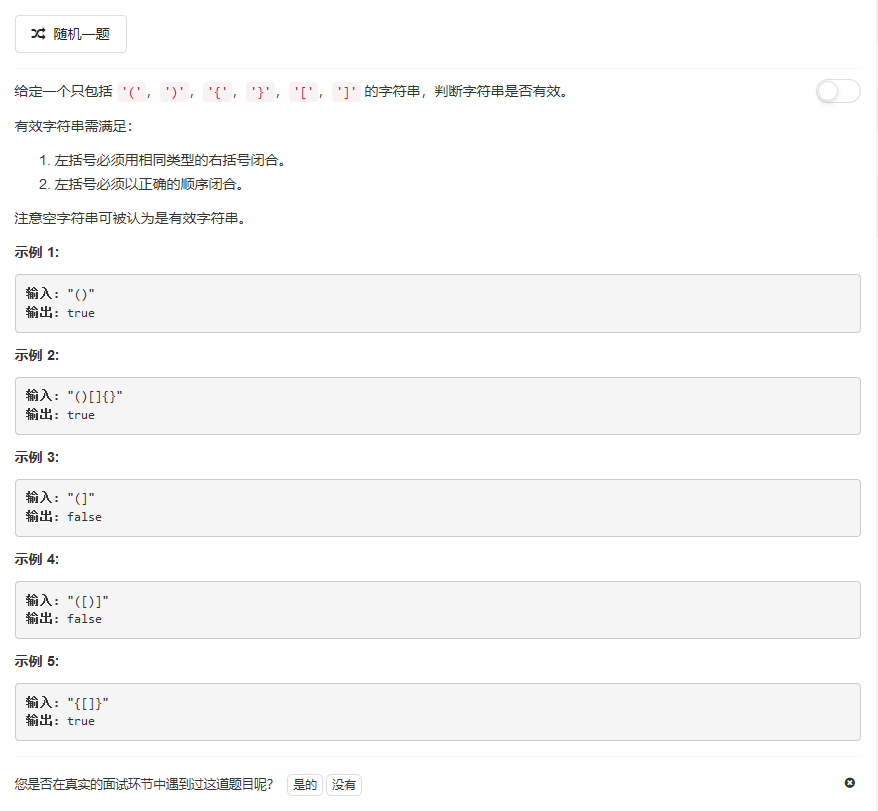 随机一题
给定一个只包括 '('，')'，'{'，'}'，'['，']' 的字符串，判断字符串是否有效。
有效字符串需满足：
1. 左括号必须用相同类型的右括号闭合。
2. 左括号必须以正确的顺序闭合。
注意空字符串可被认为是有效字符串。
示例 1:
输入: "()"
输出: true
示例 2:
输入: "()[]{}"
输出: true
示例 3:
输入: "(]"
输出: false
示例 4:
输入: "([)]"
输出: false
示例 5:
输入: "{[]}"
输出: true
您是否在真实的面试环节中遇到过这道题目呢？ 是的 没有